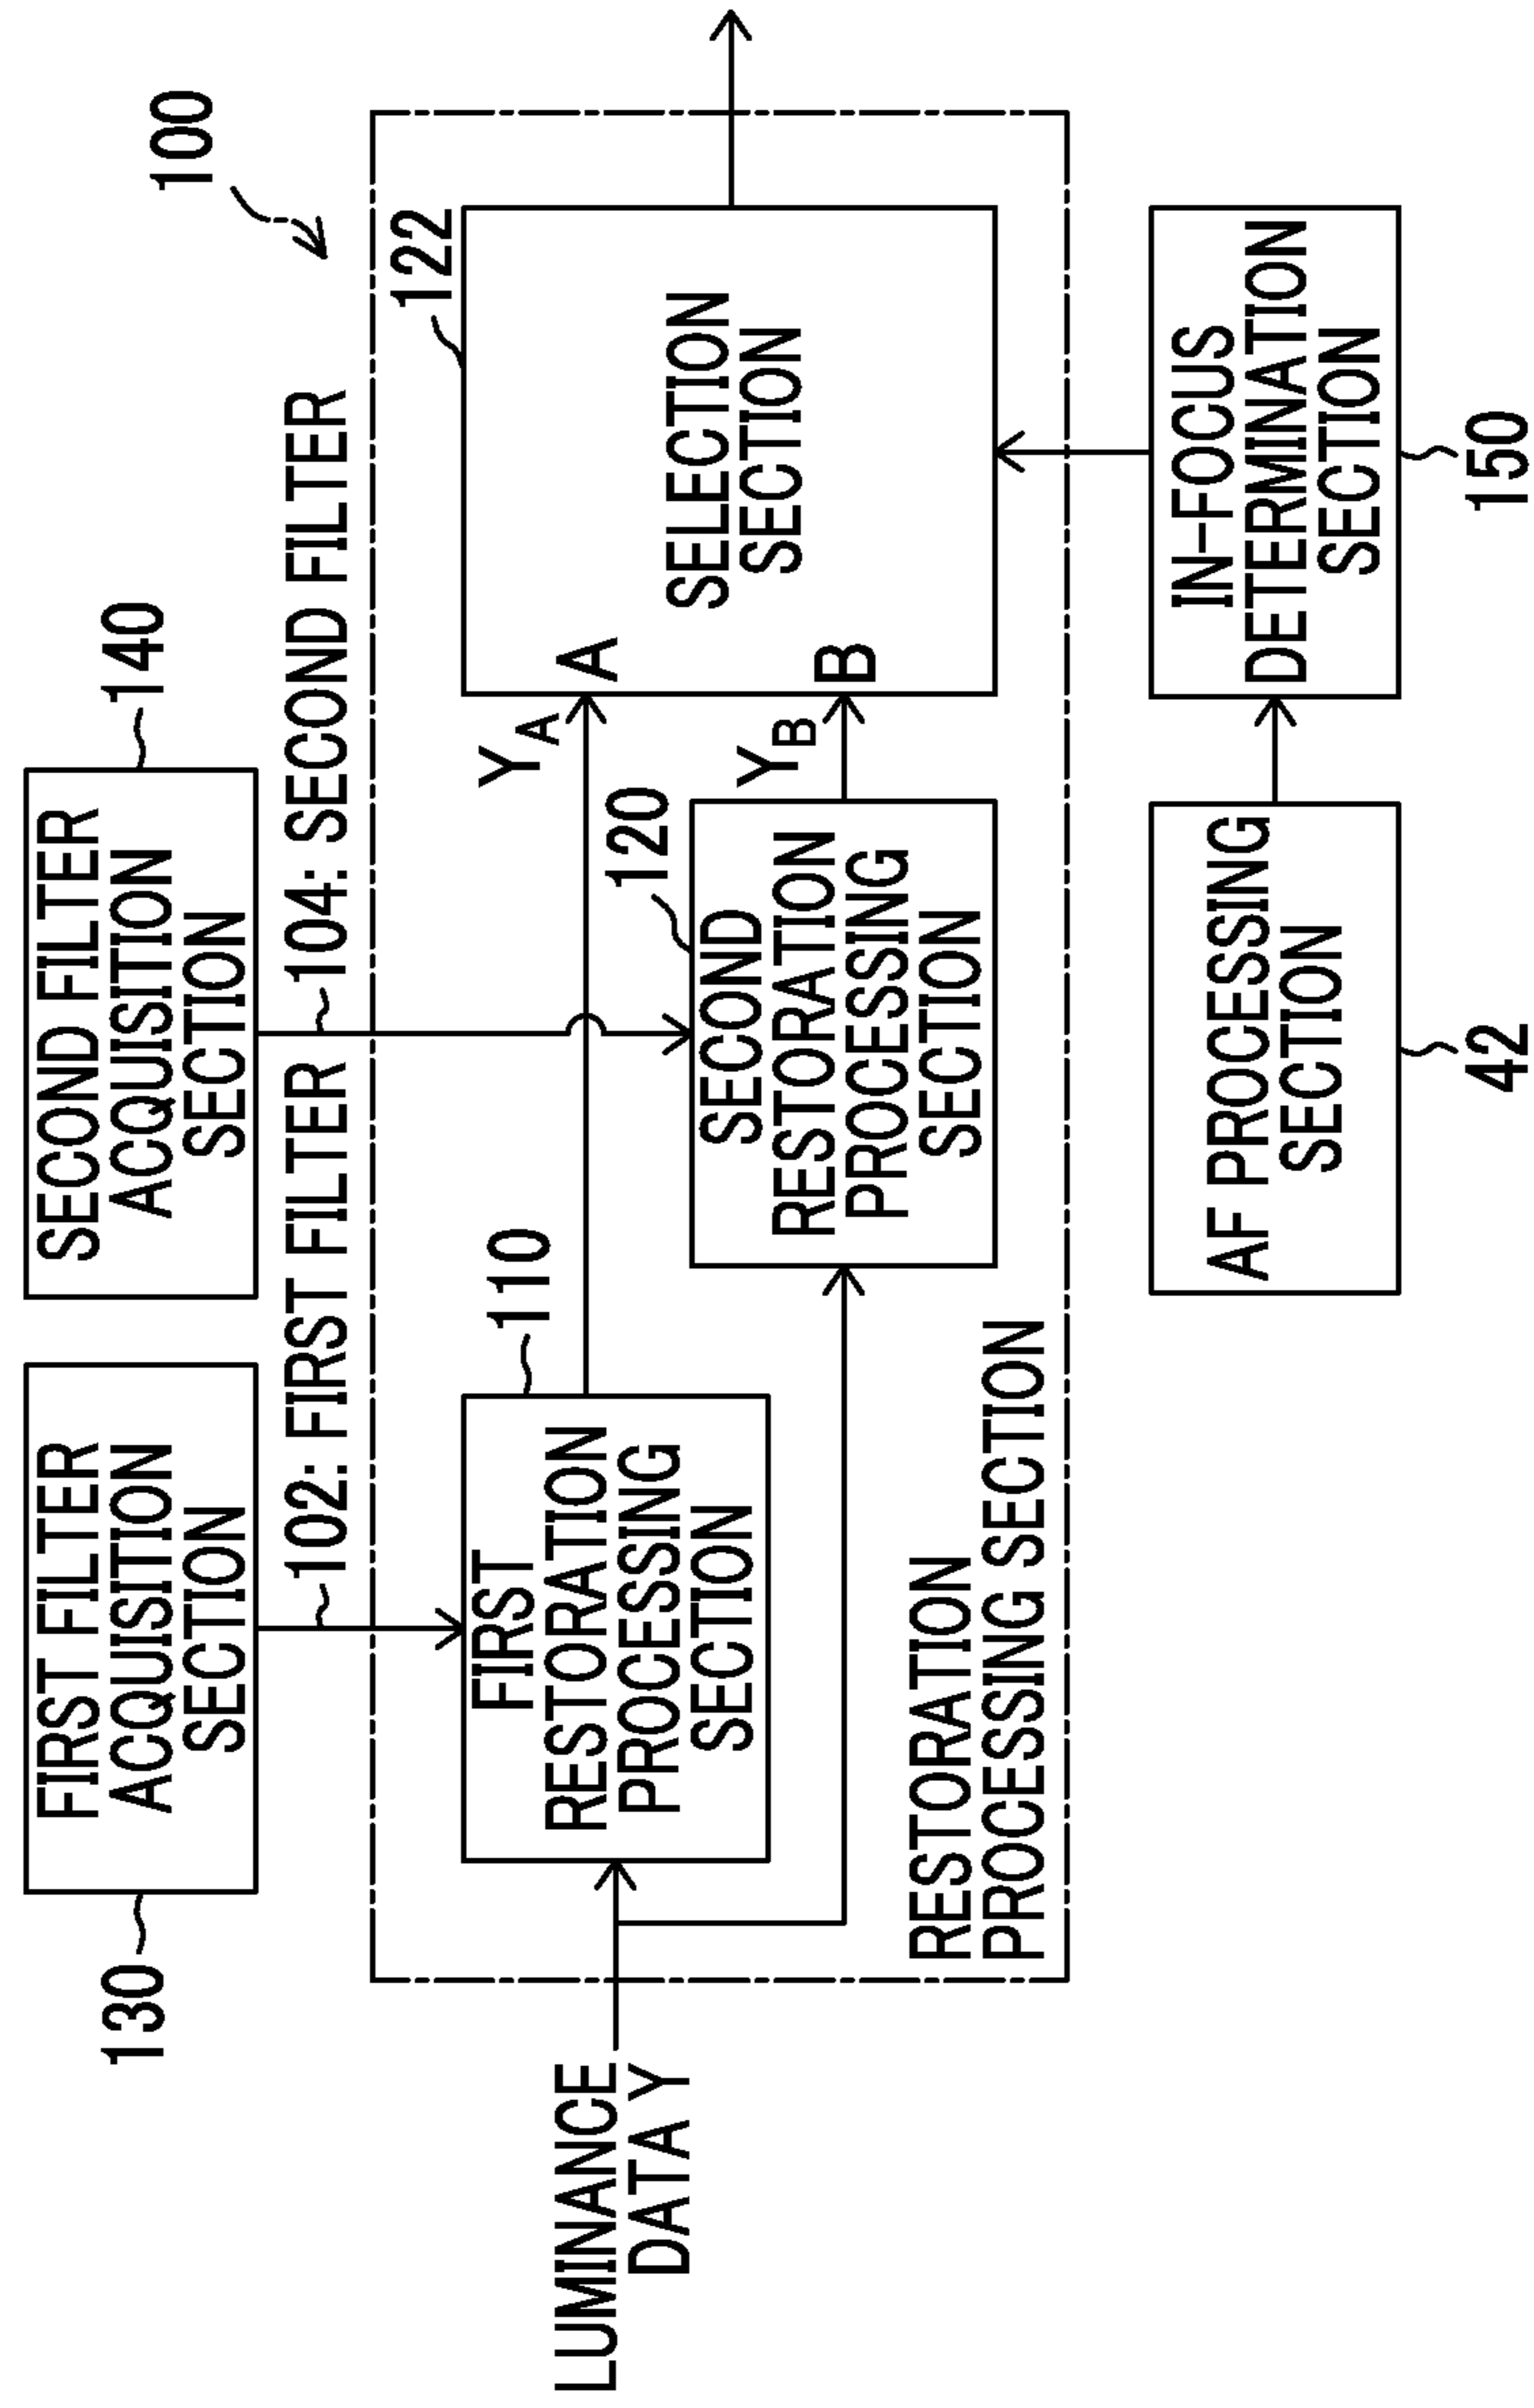 130
FIRST FILTER
ACQUISITION
SECTION
SECOND FILTER
ACQUISITION
SECTION
140
100
102: FIRST FILTER
104: SECOND FILTER
110
122
LUMINANCE
DATA Y
FIRST
RESTORATION
PROCESSING
SECTION
YA
A
SELECTION
SECTION
120
SECOND
RESTORATION
PROCESSING
SECTION
YB
B
RESTORATION
PROCESSING SECTION
AF PROCESSING
SECTION
IN-FOCUS
DETERMINATION
SECTION
42
150